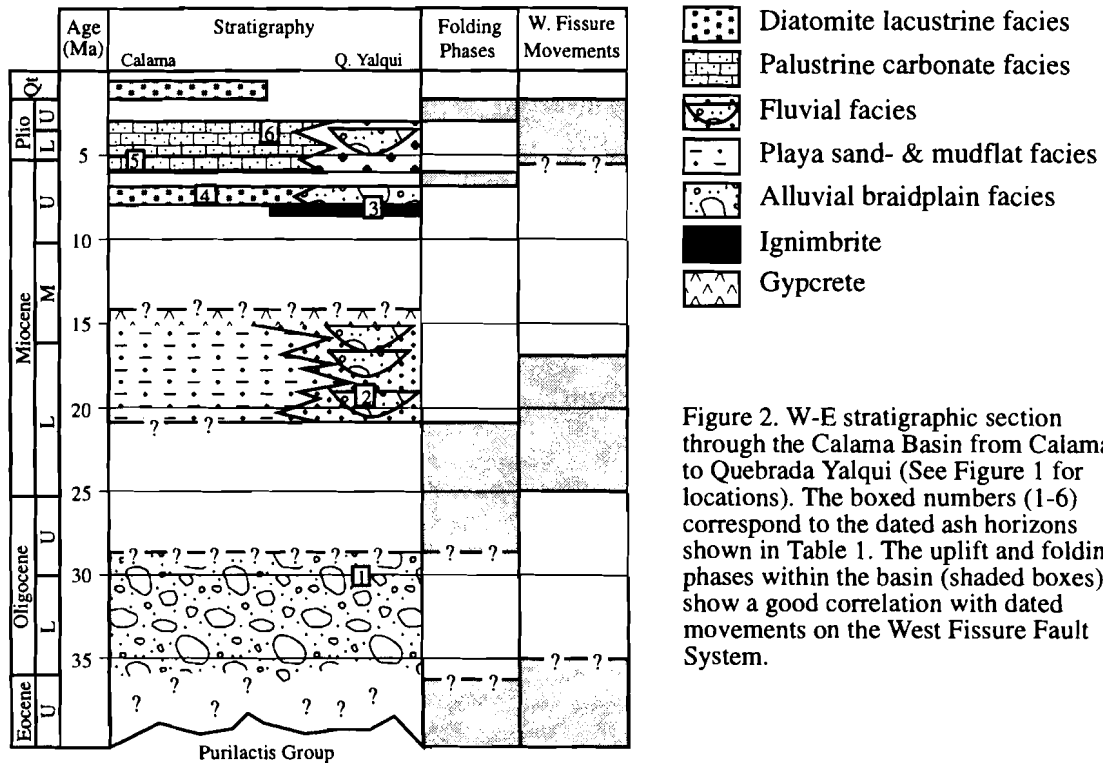 Age
(Ma)
Stratigraphy
Calama
Q. Yalqui
Folding
Phases
W. Fissure
Movements
Qt
Plio
U
L
Miocene
U
M
L
Oligocene
U
L
Eocene
U
5
10
15
20
25
30
35
6
5
4
3
? ? ? ? ? ? ?
2
? ?
? ? ? ? ? ? ?
1
? ? ? ? ?
? ?
? ?
? ?
? ?
Purilactis Group
Diatomite lacustrine facies
Palustrine carbonate facies
Fluvial facies
Playa sand- & mudflat facies
Alluvial braidplain facies
Ignimbrite
Gypcrete
Figure 2. W-E stratigraphic section
through the Calama Basin from Calama
to Quebrada Yalqui (See Figure 1 for
locations). The boxed numbers (1-6)
correspond to the dated ash horizons
shown in Table 1. The uplift and foldin
phases within the basin (shaded boxes)
show a good correlation with dated
movements on the West Fissure Fault
System.